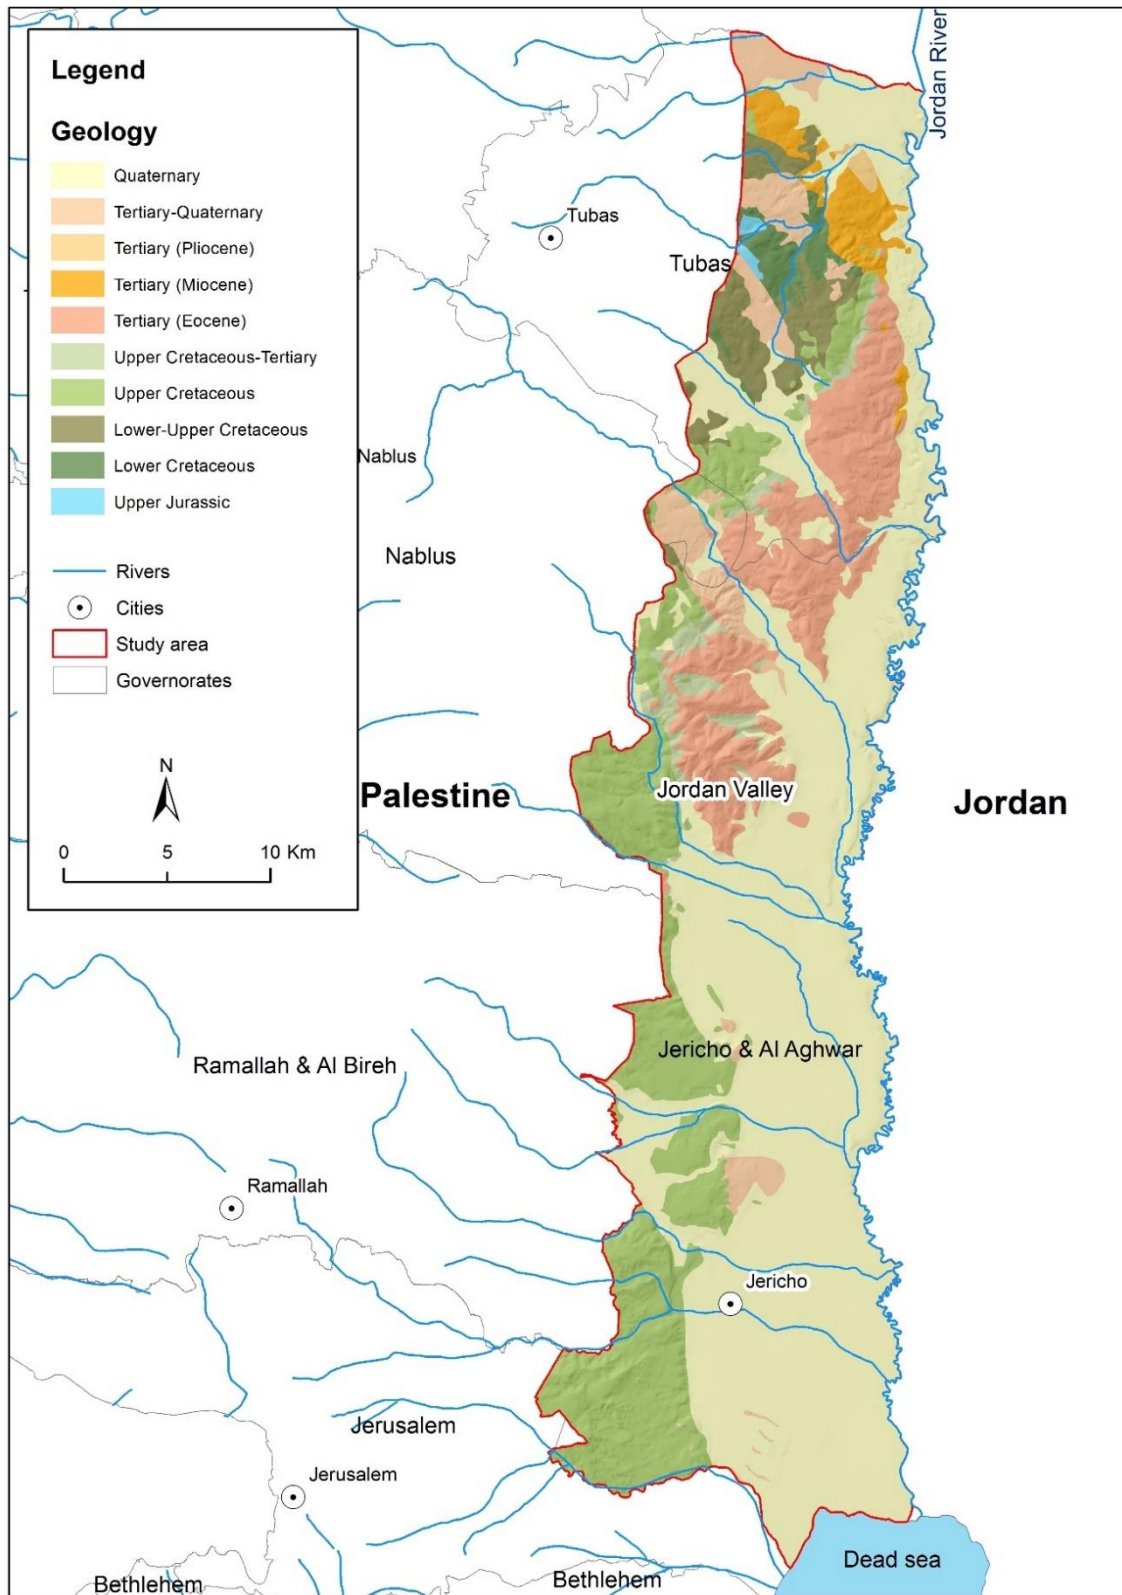 Legend
Geology
Quaternary
Tertiary-Quaternary
Tertiary (Pliocene)
Tertiary (Miocene)
Tertiary (Eocene)
Upper Cretaceous-Tertiary
Upper Cretaceous
Lower-Upper Cretaceous
Lower Cretaceous
Upper Jurassic
Rivers
Cities
Study area
Governorates
N
0 5 10 Km
Jordan River
Tubas
Tubas
Nablus
Nablus
Palestine
Jordan Valley
Jordan
Ramallah & Al Bireh
Jericho & Al Aghwar
Ramallah
Jericho
Jerusalem
Jerusalem
Dead sea
Bethlehem
Bethlehem